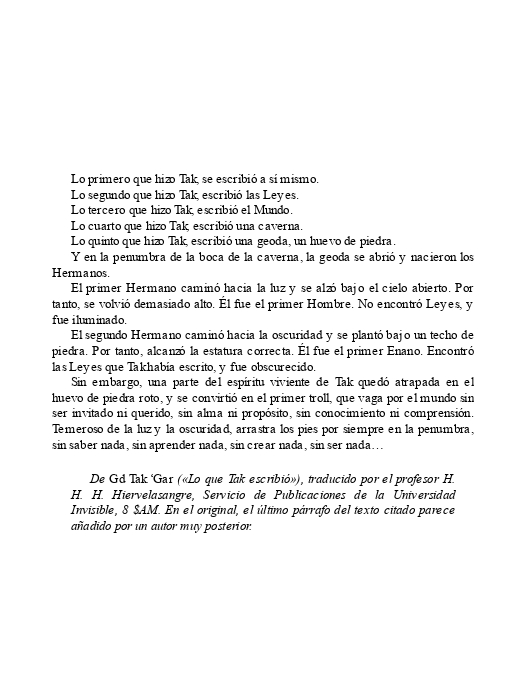 Lo primero que hizo Tak, se escribió a sí mismo.
Lo segundo que hizo Tak, escribió las Leyes.
Lo tercero que hizo Tak, escribió el Mundo.
Lo cuarto que hizo Tak, escribió una caverna.
Lo quinto que hizo Tak, escribió una geoda, un huevo de piedra.
Y en la penumbra de la boca de la caverna, la geoda se abrió y nacieron los
Hermanos.
El primer Hermano caminó hacia la luz y se alzó bajo el cielo abierto. Por
tanto, se volvió demasiado alto. Él fue el primer Hombre. No encontró Leyes, y
fue iluminado.
El segundo Hermano caminó hacia la oscuridad y se plantó bajo un techo de
piedra. Por tanto, alcanzó la estatura correcta. Él fue el primer Enano. Encontró
las Leyes que Takhabía escrito, y fue obscurecido.
Sin embargo, una parte del espíritu viviente de Tak quedó atrapada en el
huevo de piedra roto, y se convirtió en el primer troll, que vaga por el mundo sin
ser invitado ni querido, sin alma ni propósito, sin conocimiento ni comprensión.
Temeroso de la luz y la oscuridad, arrastra los pies por siempre en la penumbra,
sin saber nada, sin aprender nada, sin crear nada, sin ser nada…
De Gd Tak ‘Gar («Lo que Tak escribió»), traducido por el profesor H.
H. H. H. Hiervelasangre, Servicio de Publicaciones de la Universidad
Invisible, 8 $AM. En el original, el último párrafo del texto citado parece
añadido por un autor muy posterior.